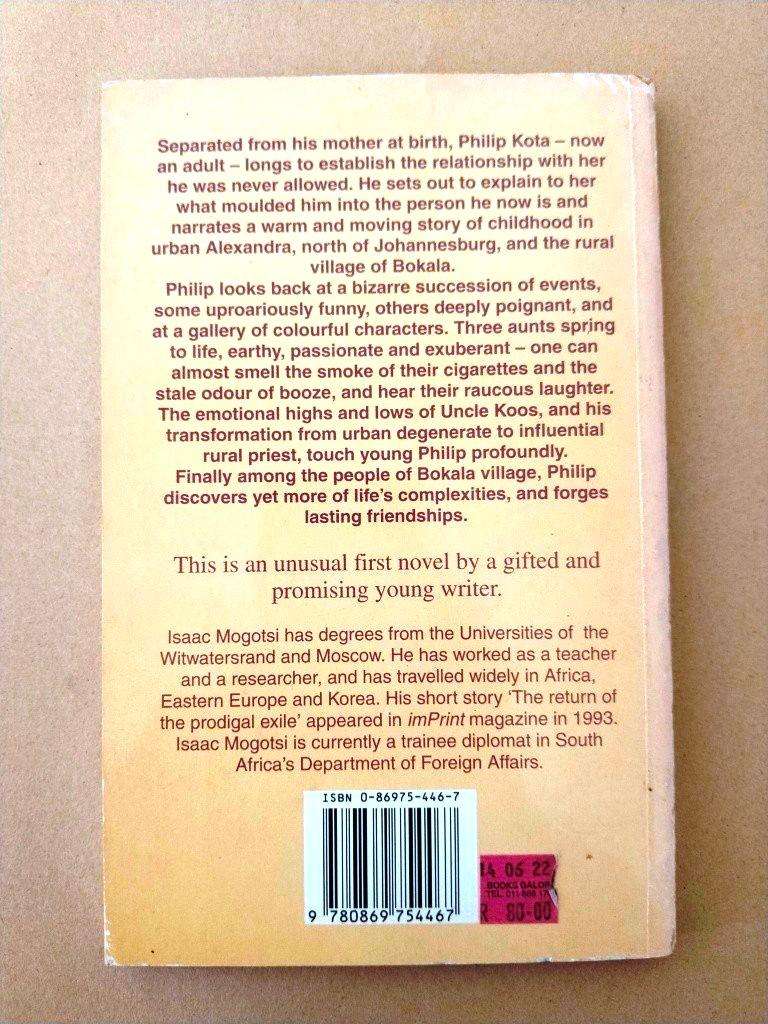 Separated from his mother at birth, Philip Kota – now
an adult – longs to establish the relationship with her
he was never allowed. He sets out to explain to her
what moulded him into the person he now is and
narrates a warm and moving story of childhood in
urban Alexandra, north of Johannesburg, and the rural
village of Bokala.
Philip looks back at a bizarre succession of events,
some uproariously funny, others deeply poignant, and
at a gallery of colourful characters. Three aunts spring
to life, earthy, passionate and exuberant – one can
almost smell the smoke of their cigarettes and the
stale odour of booze, and hear their raucous laughter.
The emotional highs and lows of Uncle Koos, and his
transformation from urban degenerate to influential
rural priest, touch young Philip profoundly.
Finally among the people of Bokala village, Philip
discovers yet more of life's complexities, and forges
lasting friendships.
This is an unusual first novel by a gifted and
promising young writer.
Isaac Mogotsi has degrees from the Universities of the
Witwatersrand and Moscow. He has worked as a teacher
and a researcher, and has travelled widely in Africa,
Eastern Europe and Korea. His short story 'The return of
the prodigal exile' appeared in imPrint magazine in 1993.
Isaac Mogotsi is currently a trainee diplomat in South
Africa's Department of Foreign Affairs.
ISBN 0-86975-446-7
9 780869 754467
14 06 22
BOOKS GALOR
TEL. 011
R 80-00